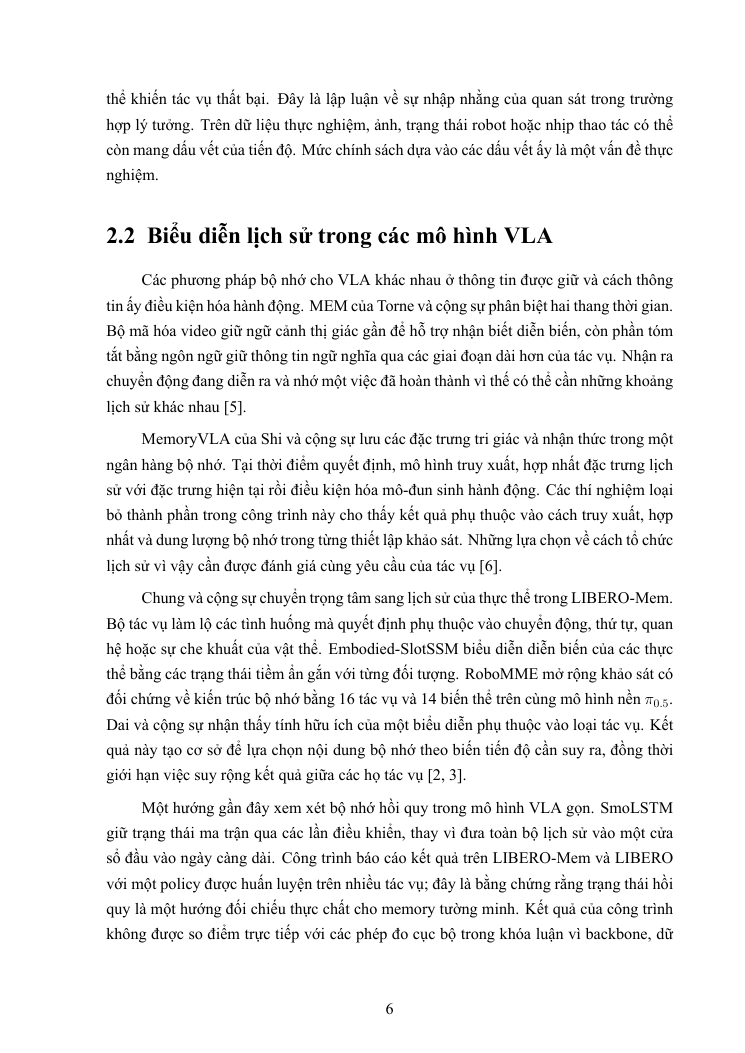 thể khiến tác vụ thất bại. Đây là lập luận về sự nhập nhằng của quan sát trong trường
hợp lý tưởng. Trên dữ liệu thực nghiệm, ảnh, trạng thái robot hoặc nhịp thao tác có thể
còn mang dấu vết của tiến độ. Mức chính sách dựa vào các dấu vết ấy là một vấn đề thực
nghiệm.
2.2 Biểu diễn lịch sử trong các mô hình VLA
Các phương pháp bộ nhớ cho VLA khác nhau ở thông tin được giữ và cách thông
tin ấy điều kiện hóa hành động. MEM của Torne và cộng sự phân biệt hai thang thời gian.
Bộ mã hóa video giữ ngữ cảnh thị giác gần để hỗ trợ nhận biết diễn biến, còn phần tóm
tắt bằng ngôn ngữ giữ thông tin ngữ nghĩa qua các giai đoạn dài hơn của tác vụ. Nhận ra
chuyển động đang diễn ra và nhớ một việc đã hoàn thành vì thế có thể cần những khoảng
lịch sử khác nhau [5].
MemoryVLA của Shi và cộng sự lưu các đặc trưng tri giác và nhận thức trong một
ngân hàng bộ nhớ. Tại thời điểm quyết định, mô hình truy xuất, hợp nhất đặc trưng lịch
sử với đặc trưng hiện tại rồi điều kiện hóa mô-đun sinh hành động. Các thí nghiệm loại
bỏ thành phần trong công trình này cho thấy kết quả phụ thuộc vào cách truy xuất, hợp
nhất và dung lượng bộ nhớ trong từng thiết lập khảo sát. Những lựa chọn về cách tổ chức
lịch sử vì vậy cần được đánh giá cùng yêu cầu của tác vụ [6].
Chung và cộng sự chuyển trọng tâm sang lịch sử của thực thể trong LIBERO-Mem.
Bộ tác vụ làm lộ các tình huống mà quyết định phụ thuộc vào chuyển động, thứ tự, quan
hệ hoặc sự che khuất của vật thể. Embodied-SlotSSM biểu diễn diễn biến của các thực
thể bằng các trạng thái tiềm ẩn gắn với từng đối tượng. RoboMME mở rộng khảo sát có
đối chứng về kiến trúc bộ nhớ bằng 16 tác vụ và 14 biến thể trên cùng mô hình nền π0.5.
Dai và cộng sự nhận thấy tính hữu ích của một biểu diễn phụ thuộc vào loại tác vụ. Kết
quả này tạo cơ sở để lựa chọn nội dung bộ nhớ theo biến tiến độ cần suy ra, đồng thời
giới hạn việc suy rộng kết quả giữa các họ tác vụ [2, 3].
Một hướng gần đây xem xét bộ nhớ hồi quy trong mô hình VLA gọn. SmoLSTM
giữ trạng thái ma trận qua các lần điều khiển, thay vì đưa toàn bộ lịch sử vào một cửa
sổ đầu vào ngày càng dài. Công trình báo cáo kết quả trên LIBERO-Mem và LIBERO
với một policy được huấn luyện trên nhiều tác vụ; đây là bằng chứng rằng trạng thái hồi
quy là một hướng đối chiếu thực chất cho memory tường minh. Kết quả của công trình
không được so điểm trực tiếp với các phép đo cục bộ trong khóa luận vì backbone, dữ
6